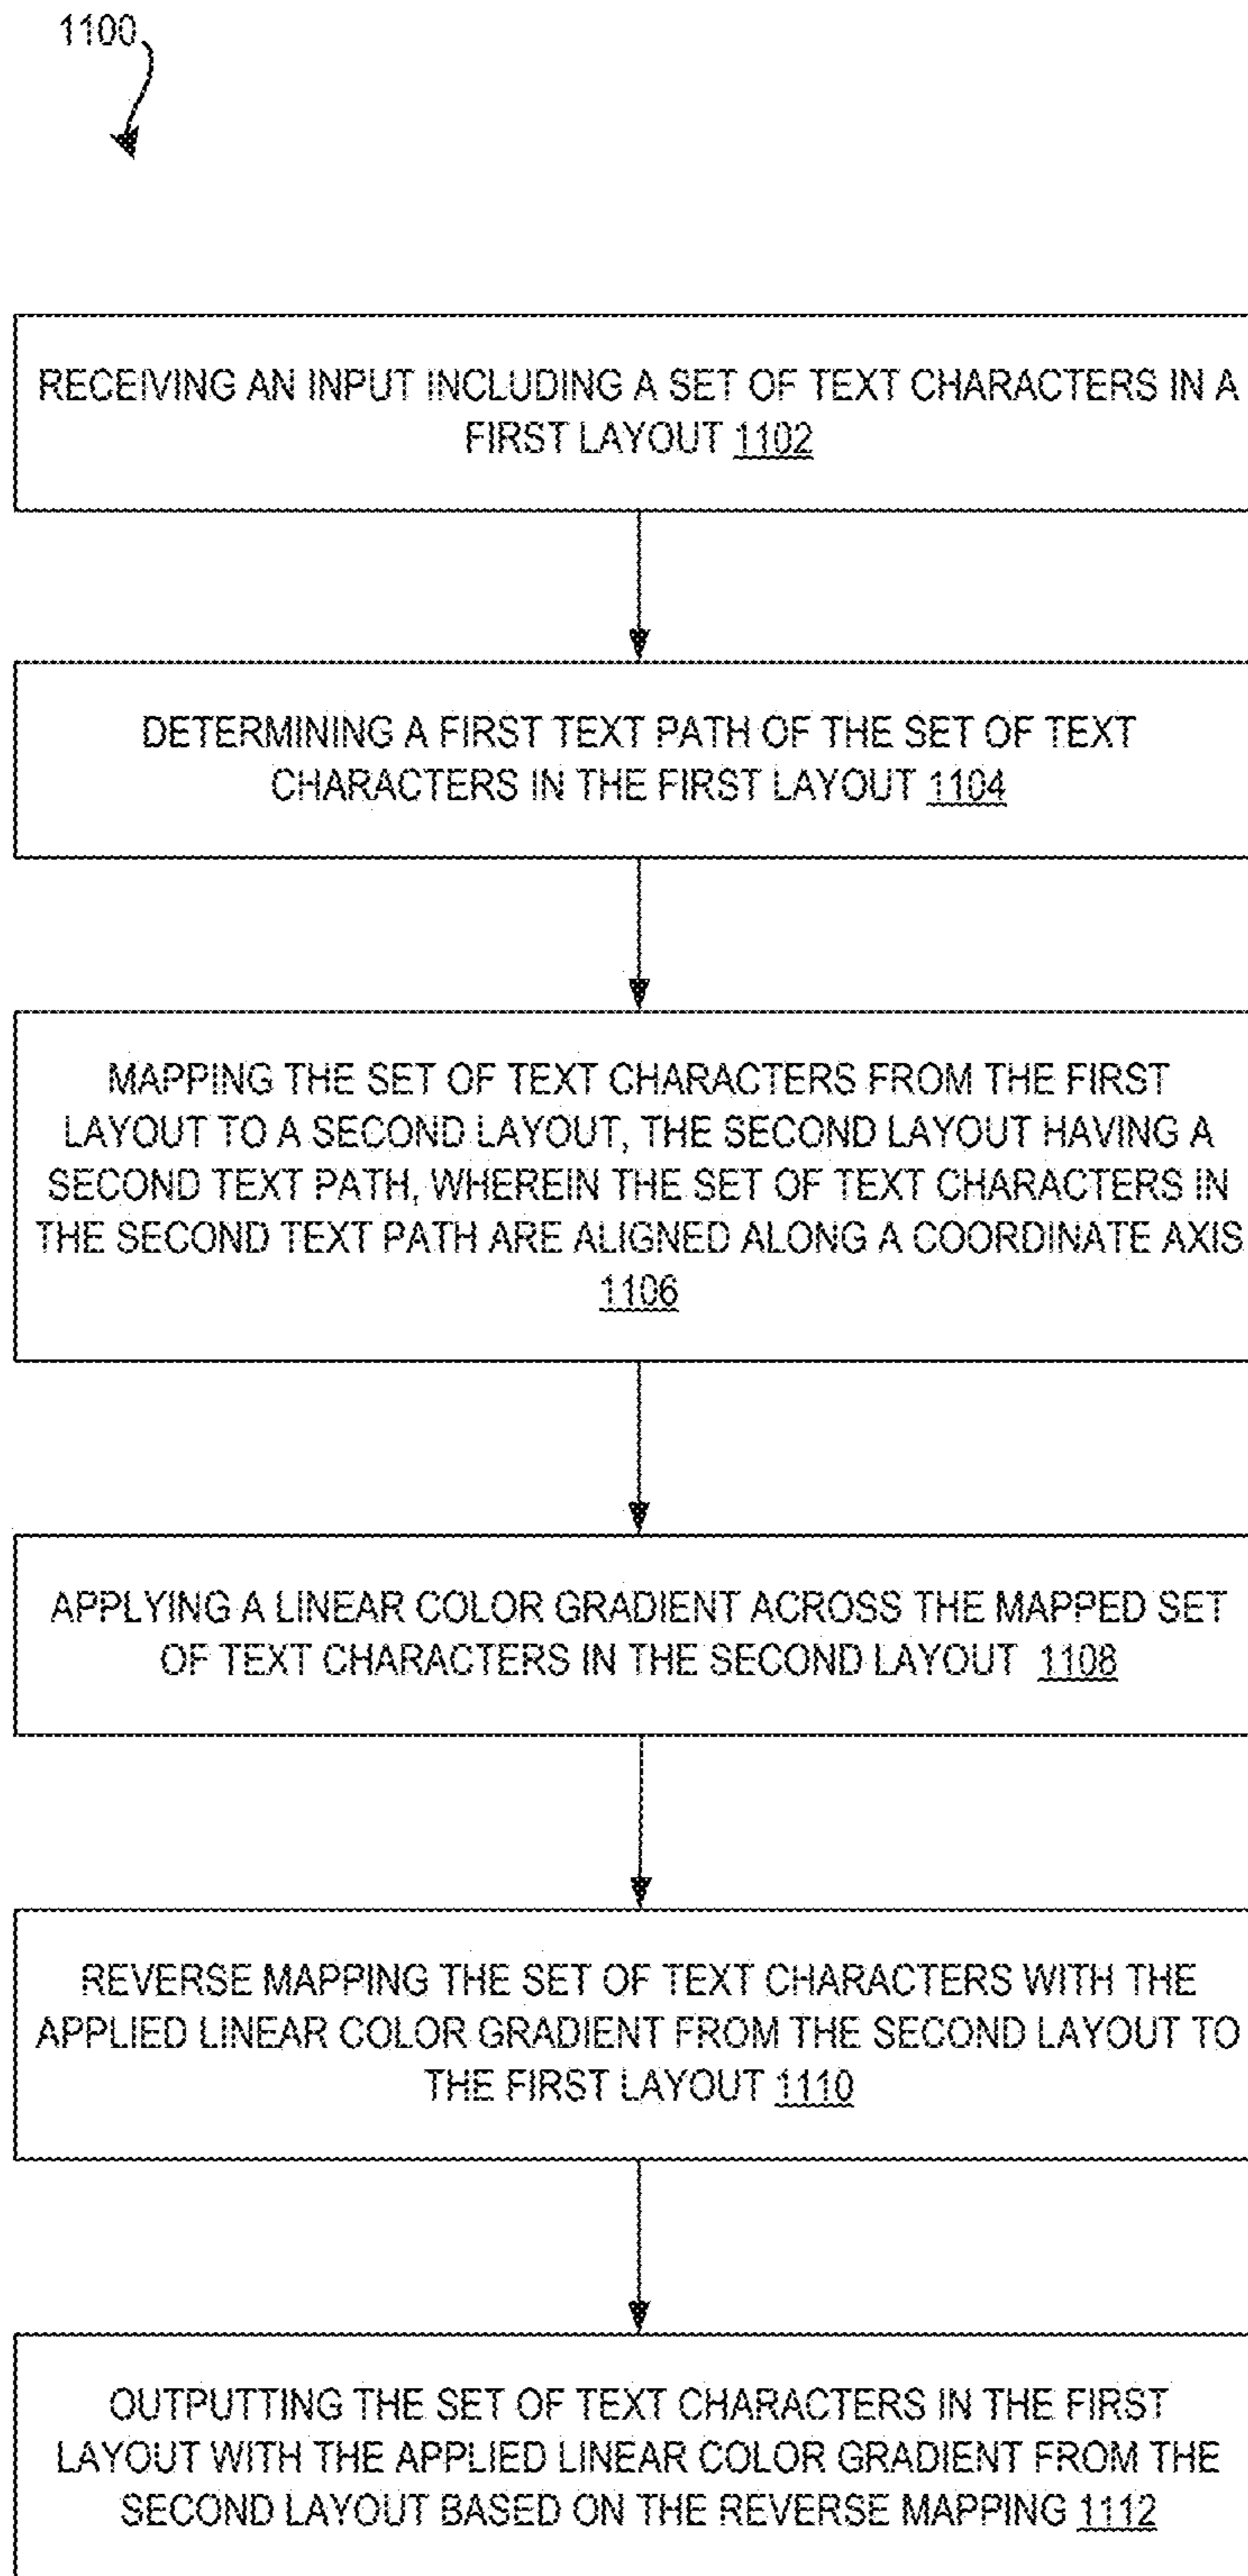 1100
RECEIVING AN INPUT INCLUDING A SET OF TEXT CHARACTERS IN A
FIRST LAYOUT 1102
DETERMINING A FIRST TEXT PATH OF THE SET OF TEXT
CHARACTERS IN THE FIRST LAYOUT 1104
MAPPING THE SET OF TEXT CHARACTERS FROM THE FIRST
LAYOUT TO A SECOND LAYOUT, THE SECOND LAYOUT HAVING A
SECOND TEXT PATH, WHEREIN THE SET OF TEXT CHARACTERS IN
THE SECOND TEXT PATH ARE ALIGNED ALONG A COORDINATE AXIS
1106
APPLYING A LINEAR COLOR GRADIENT ACROSS THE MAPPED SET
OF TEXT CHARACTERS IN THE SECOND LAYOUT 1108
REVERSE MAPPING THE SET OF TEXT CHARACTERS WITH THE
APPLIED LINEAR COLOR GRADIENT FROM THE SECOND LAYOUT TO
THE FIRST LAYOUT 1110
OUTPUTTING THE SET OF TEXT CHARACTERS IN THE FIRST
LAYOUT WITH THE APPLIED LINEAR COLOR GRADIENT FROM THE
SECOND LAYOUT BASED ON THE REVERSE MAPPING 1112